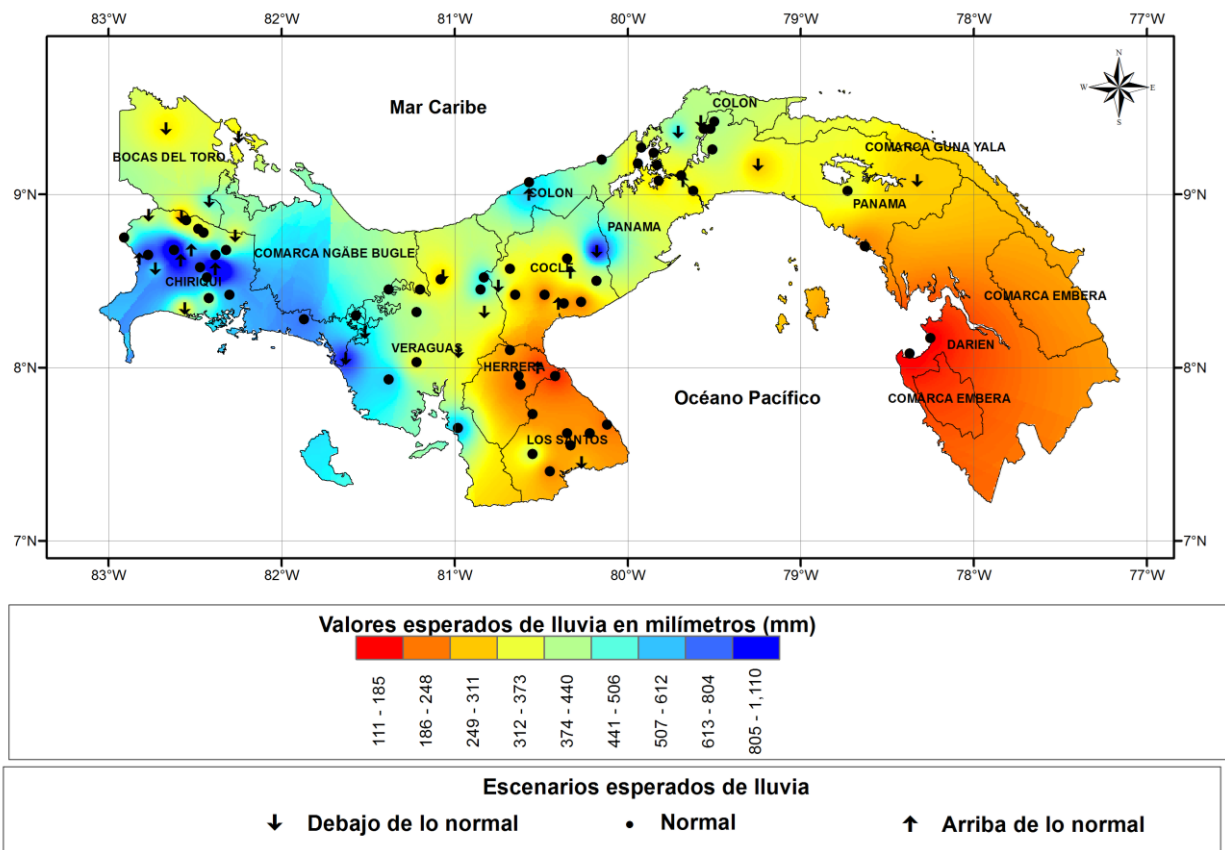 83°W 82°W 81°W 80°W 79°W 78°W 77°W
N
W E
S
Mar Caribe
COLON
BOCAS DEL TORO
COMARCA GUNA YALA
9°N 9°N
COLON
PANAMA
PANAMA
COMARCA NGÄBE BUGLE
COCLE
CHIRIQUI
COMARCA EMBERA
VERAGUAS
DARIEN
8°N 8°N
HERRERA
Océano Pacífico
COMARCA EMBERA
LOS SANTOS
7°N 7°N
83°W 82°W 81°W 80°W 79°W 78°W 77°W
Valores esperados de lluvia en milímetros (mm)
111 - 185
186 - 248
249 - 311
312 - 373
374 - 440
441 - 506
507 - 612
613 - 804
805 - 1,110
Escenarios esperados de lluvia
Debajo de lo normal Normal Arriba de lo normal